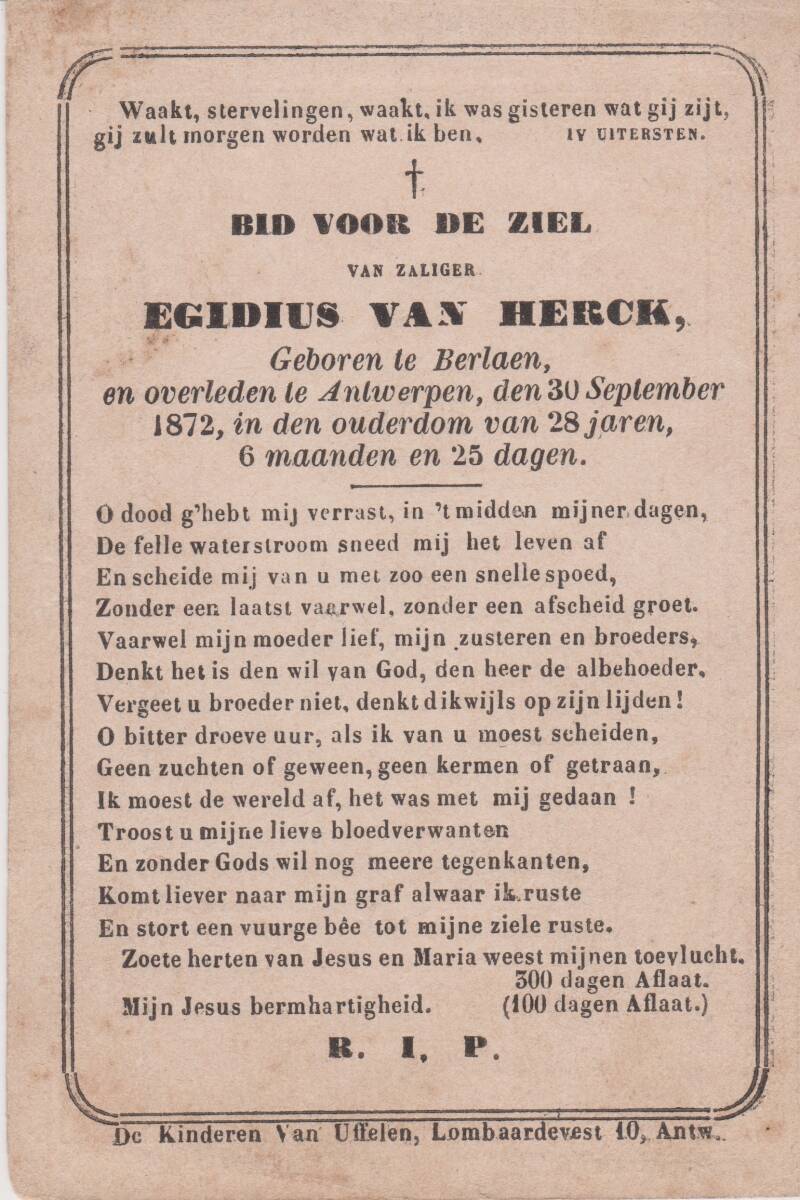 Waakt, stervelingen, waakt, ik was gisteren wat gij zijt,
gij zult morgen worden wat ik ben. IV UITERSTEN.
†
BID VOOR DE ZIEL
VAN ZALIGER
EGIDIUS VAN HERCK,
Geboren te Berlaen,
en overleden te Antwerpen, den 30 September
1872, in den ouderdom van 28 jaren,
6 maanden en 25 dagen.
O dood g'hebt mij verrast, in 't midden mijner dagen,
De felle waterstroom sneed mij het leven af
En scheide mij van u met zoo een snelle spoed,
Zonder een laatst vaarwel, zonder een afscheid groet.
Vaarwel mijn moeder lief, mijn zusteren en broeders,
Denkt het is den wil van God, den heer de albehoeder,
Vergeet u broeder niet, denkt dikwijls op zijn lijden!
O bitter droeve uur, als ik van u moest scheiden,
Geen zuchten of geween, geen kermen of getraan,
Ik moest de wereld af, het was met mij gedaan !
Troost u mijne lieve bloedverwanten
En zonder Gods wil nog meere tegenkanten,
Komt liever naar mijn graf alwaar ik ruste
En stort een vuurge bêe tot mijne ziele ruste.
Zoete herten van Jesus en Maria weest mijnen toevlucht.
300 dagen Aflaat.
Mijn Jesus bermhartigheid. (100 dagen Aflaat.)
R. I. P.
De Kinderen Van Uffelen, Lombaardevest 10, Antw.